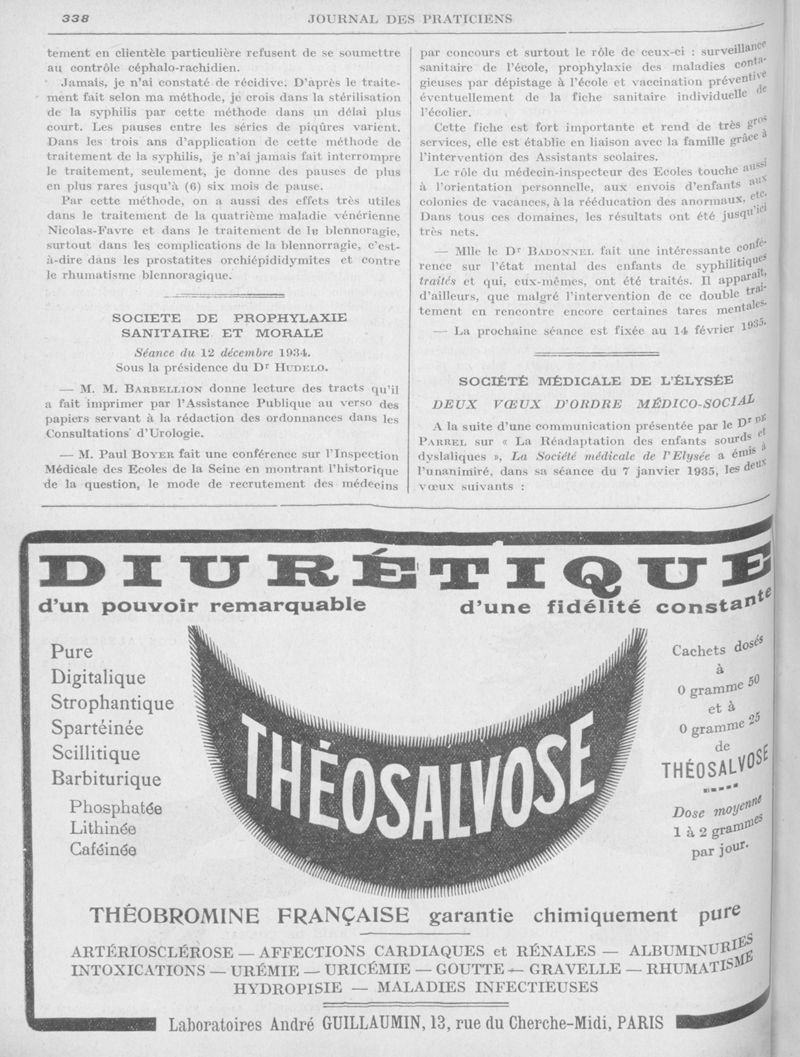 338
JOURNAL DES PRATICIENS
tement en clientèle particulière refusent de se soumettre
au contrôle céphalo-rachidien.
Jamais, je n'ai constaté de récidive. D'après le traite-
ment fait selon ma méthode, je crois dans la stérilisation
de la syphilis par cette méthode dans un délai plus
court. Les pauses entre les séries de piqûres varient.
Dans les trois ans d'application de cette méthode de
traitement de la syphilis, je n'ai jamais fait interrompre
le traitement, seulement, je donne des pauses de plus
en plus rares jusqu'à (6) six mois de pause.
Par cette méthode, on a aussi des effets très utiles
dans le traitement de la quatrième maladie vénérienne
Nicolas-Favre et dans le traitement de la blennoragie,
surtout dans les complications de la blennorragie, c'est-
à-dire dans les prostatites orchiépididymites et contre
le rhumatisme blennoragique.
SOCIETE DE PROPHYLAXIE
SANITAIRE ET MORALE
Séance du 12 décembre 1934.
Sous la présidence du Dr HUDELO.
— M. M. BARBELLION donne lecture des tracts qu'il
a fait imprimer par l'Assistance Publique au verso des
papiers servant à la rédaction des ordonnances dans les
Consultations d'Urologie.
— M. Paul BOYER fait une conférence sur l'Inspection
Médicale des Ecoles de la Seine en montrant l'historique
de la question, le mode de recrutement des médecins
par concours et surtout le rôle de ceux-ci : surveillance
sanitaire de l'école, prophylaxie des maladies conta-
gieuses par dépistage à l'école et vaccination préventive
éventuellement de la fiche sanitaire individuelle de
l'écolier.
Cette fiche est fort importante et rend de très gros
services, elle est établie en liaison avec la famille grâce à
l'intervention des Assistants scolaires.
Le rôle du médecin-inspecteur des Ecoles touche aussi
à l'orientation personnelle, aux envois d'enfants aux
colonies de vacances, à la rééducation des anormaux, etc.
Dans tous ces domaines, les résultats ont été jusqu'ici
très nets.
— Mlle le Dr BADONNEL fait une intéressante confé-
rence sur l'état mental des enfants de syphilitiques
traités et qui, eux-mêmes, ont été traités. Il apparaît,
d'ailleurs, que malgré l'intervention de ce double trai-
tement en rencontre encore certaines tares mentales.
— La prochaine séance est fixée au 14 février 1935.
SOCIÉTÉ MÉDICALE DE L'ÉLYSÉE
DEUX VŒUX D'ORDRE MÉDICO-SOCIAL
A la suite d'une communication présentée par le Dr DE
PARREL sur « La Réadaptation des enfants sourds et
dyslaliques », La Société médicale de l'Elysée a émis à
l'unanimiré, dans sa séance du 7 janvier 1935, les deux
vœux suivants :
DIURÉTIQUE
d'un pouvoir remarquable d'une fidélité constante
Pure
Digitalique
Strophantique
Spartéinée
Scillitique
Barbiturique
Phosphatée
Lithinée
Caféinée
THÉOSALVOSE
Cachets dosés
à
0 gramme 50
et à
0 gramme 25
de
THÉOSALVOSE
Dose moyenne
1 à 2 grammes
par jour.
THÉOBROMINE FRANÇAISE garantie chimiquement pure
ARTÉRIOSCLÉROSE — AFFECTIONS CARDIAQUES et RÉNALES — ALBUMINURIES
INTOXICATIONS — URÉMIE — URICÉMIE — GOUTTE — GRAVELLE — RHUMATISME
HYDROPISIE — MALADIES INFECTIEUSES
Laboratoires André GUILLAUMIN, 13, rue du Cherche-Midi, PARIS